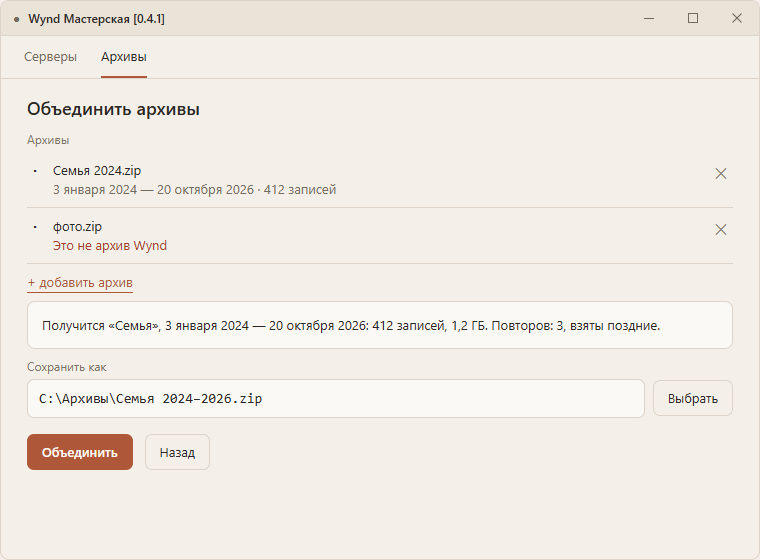 Wynd Мастерская [0.4.1]
Серверы
Архивы
Объединить архивы
Архивы
Семья 2024.zip
3 января 2024 — 20 октября 2026 · 412 записей
фото.zip
Это не архив Wynd
+ добавить архив
Получится «Семья», 3 января 2024 — 20 октября 2026: 412 записей, 1,2 ГБ. Повторов: 3, взяты поздние.
Сохранить как
C:\Архивы\Семья 2024–2026.zip
Выбрать
Объединить
Назад